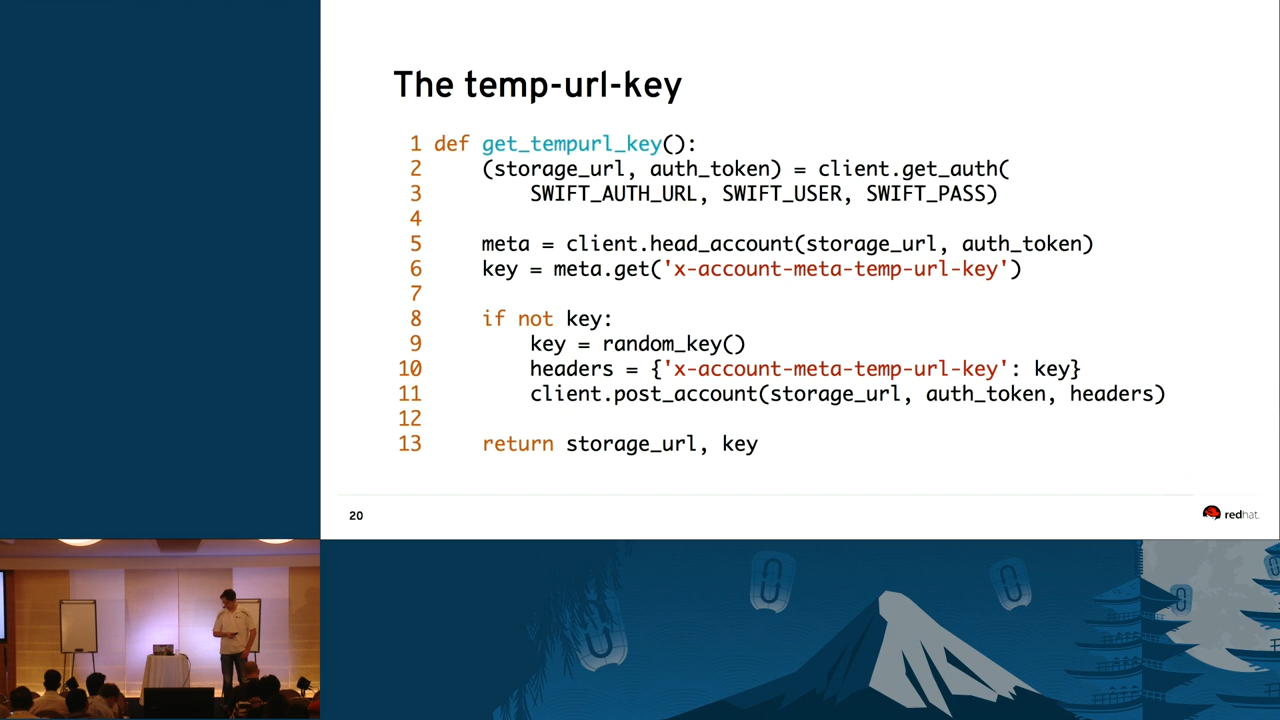 The temp-url-key
1 def get_tempurl_key():
2 (storage_url, auth_token) = client.get_auth(
3 SWIFT_AUTH_URL, SWIFT_USER, SWIFT_PASS)
4
5 meta = client.head_account(storage_url, auth_token)
6 key = meta.get('x-account-meta-temp-url-key')
7
8 if not key:
9 key = random_key()
10 headers = {'x-account-meta-temp-url-key': key}
11 client.post_account(storage_url, auth_token, headers)
12
13 return storage_url, key
20
redhat.